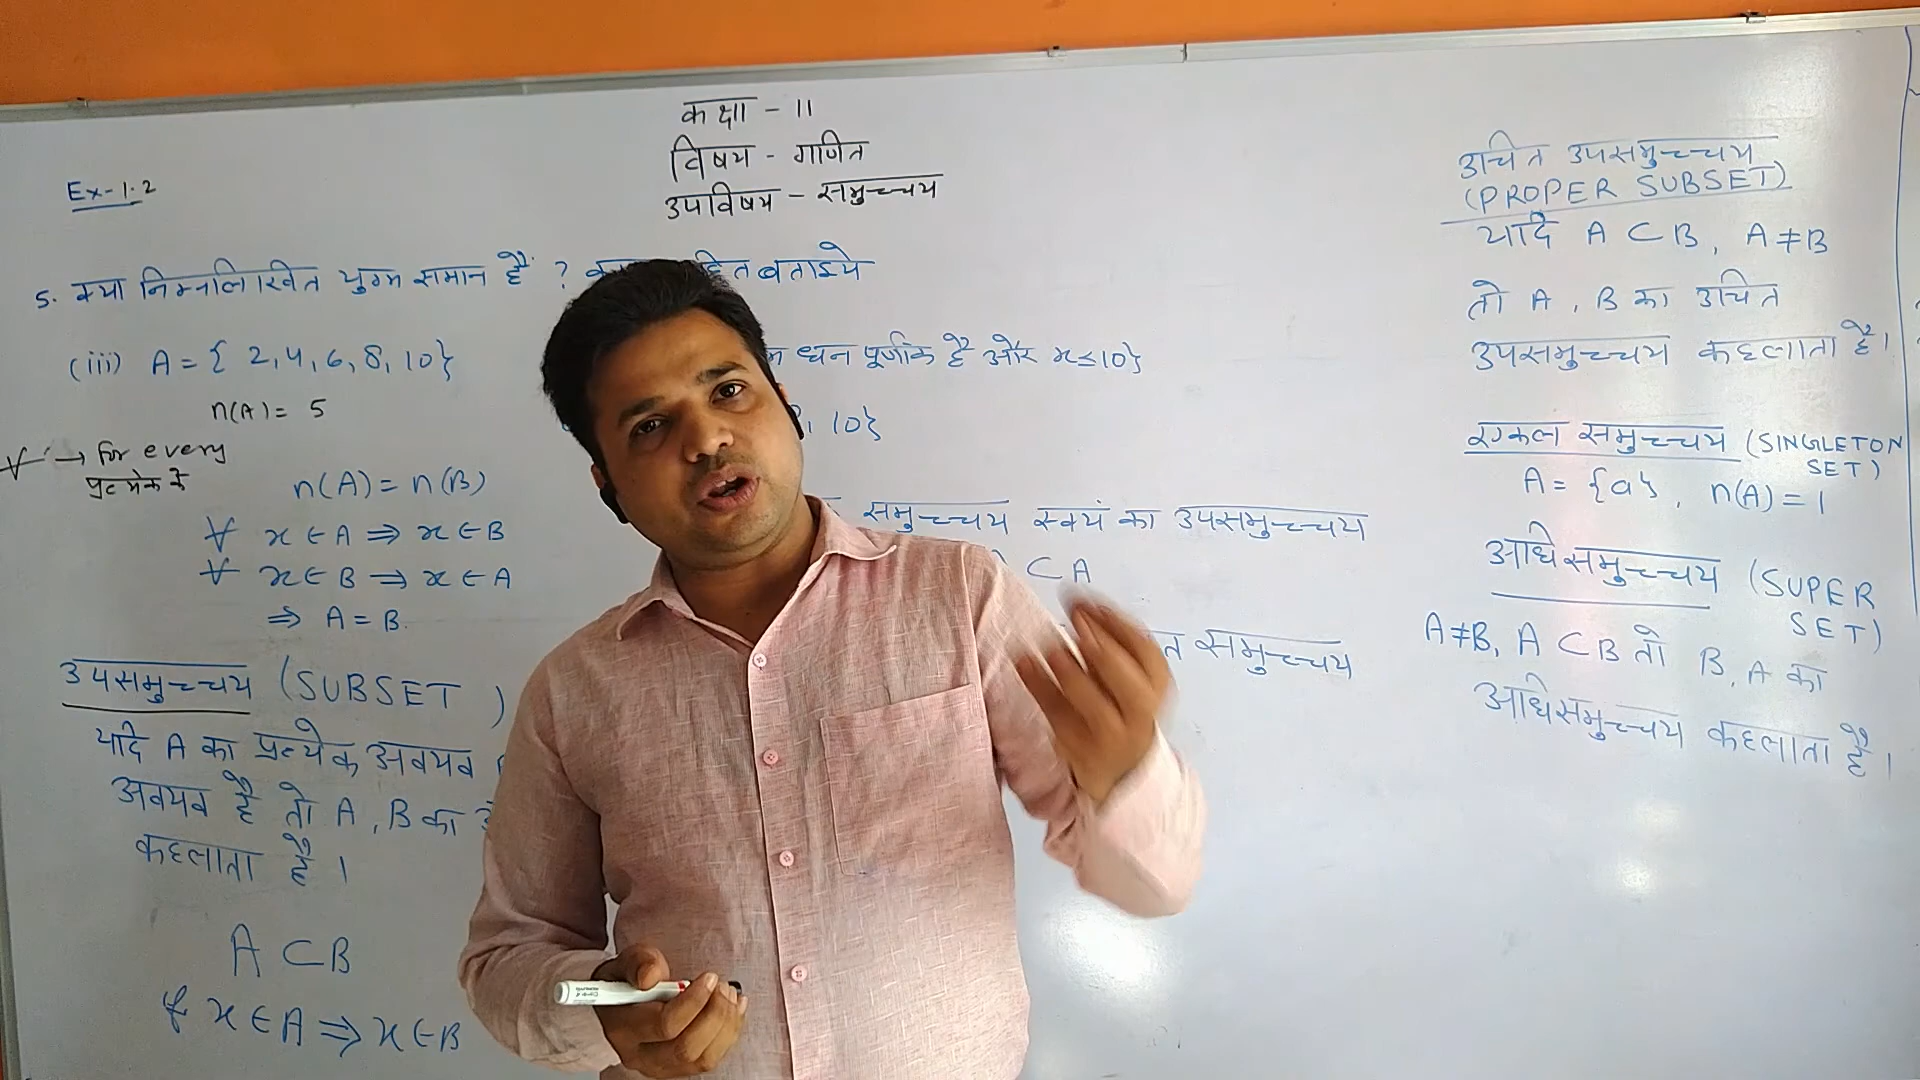 कक्षा - 11
विषय - गणित
उपविषय - समुच्चय
Ex-1.2
5. क्या निम्नलिखित युग्म समान हैं ? बताइये
(iii) A = { 2, 4, 6, 8, 10} धन पूर्णांक है और x ≤ 10}
n(A) = 5 10}
∀ → for every
प्रत्येक के
n(A) = n(B)
∀ x ∈ A ⇒ x ∈ B
∀ x ∈ B ⇒ x ∈ A
⇒ A = B.
उपसमुच्चय (SUBSET )
यदि A का प्रत्येक अवयव
अवयव है तो A, B का
कहलाता है ।
A ⊂ B
∀ x ∈ A ⇒ x ∈ B
समुच्चय स्वयं का उपसमुच्चय
⊂ A
समुच्चय
उचित उपसमुच्चय
(PROPER SUBSET)
यदि A ⊂ B, A ≠ B
तो A, B का उचित
उपसमुच्चय कहलाता है।
एकल समुच्चय (SINGLETON
SET)
A = {a}, n(A) = 1
अधिसमुच्चय (SUPER
SET)
A ≠ B, A ⊂ B तो B, A का
अधिसमुच्चय कहलाता है ।